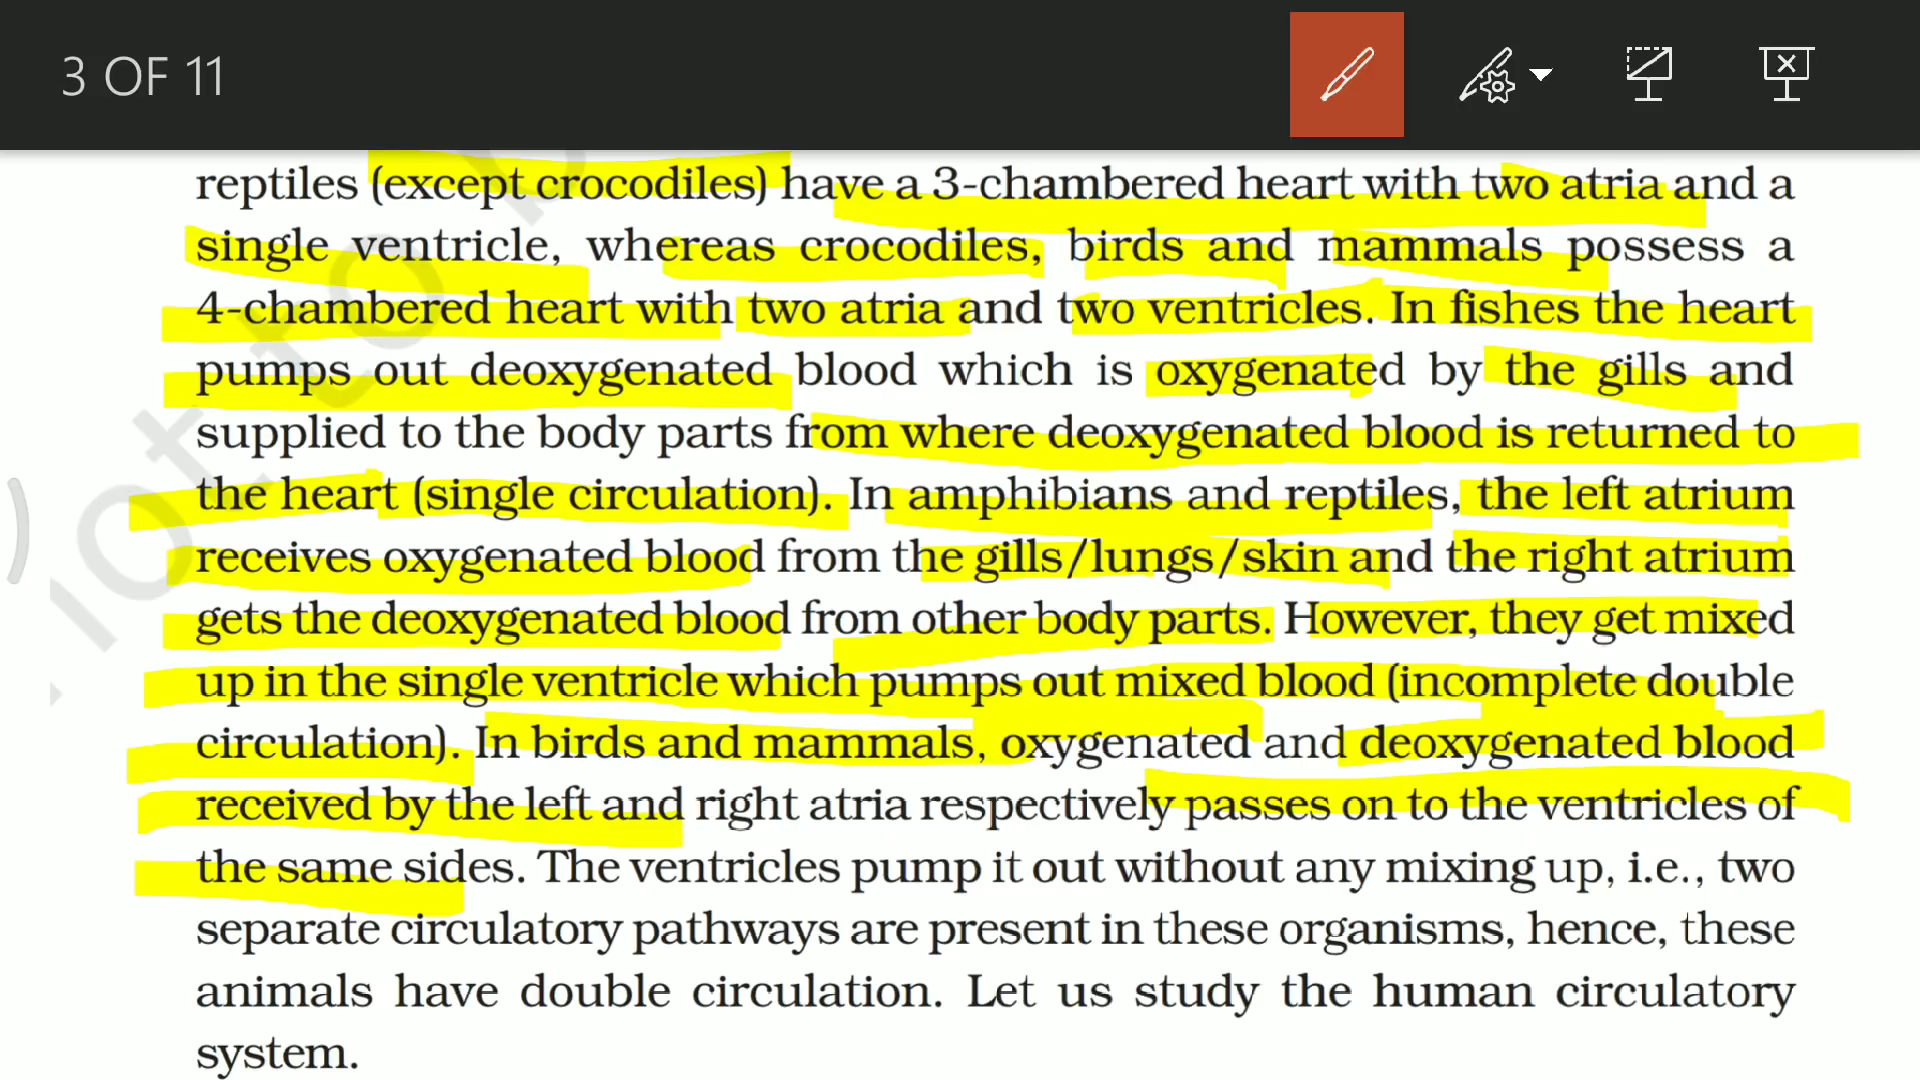 3 OF 11
reptiles (except crocodiles) have a 3-chambered heart with two atria and a
single ventricle, whereas crocodiles, birds and mammals possess a
4-chambered heart with two atria and two ventricles. In fishes the heart
pumps out deoxygenated blood which is oxygenated by the gills and
supplied to the body parts from where deoxygenated blood is returned to
the heart (single circulation). In amphibians and reptiles, the left atrium
receives oxygenated blood from the gills/lungs/skin and the right atrium
gets the deoxygenated blood from other body parts. However, they get mixed
up in the single ventricle which pumps out mixed blood (incomplete double
circulation). In birds and mammals, oxygenated and deoxygenated blood
received by the left and right atria respectively passes on to the ventricles of
the same sides. The ventricles pump it out without any mixing up, i.e., two
separate circulatory pathways are present in these organisms, hence, these
animals have double circulation. Let us study the human circulatory
system.
not to